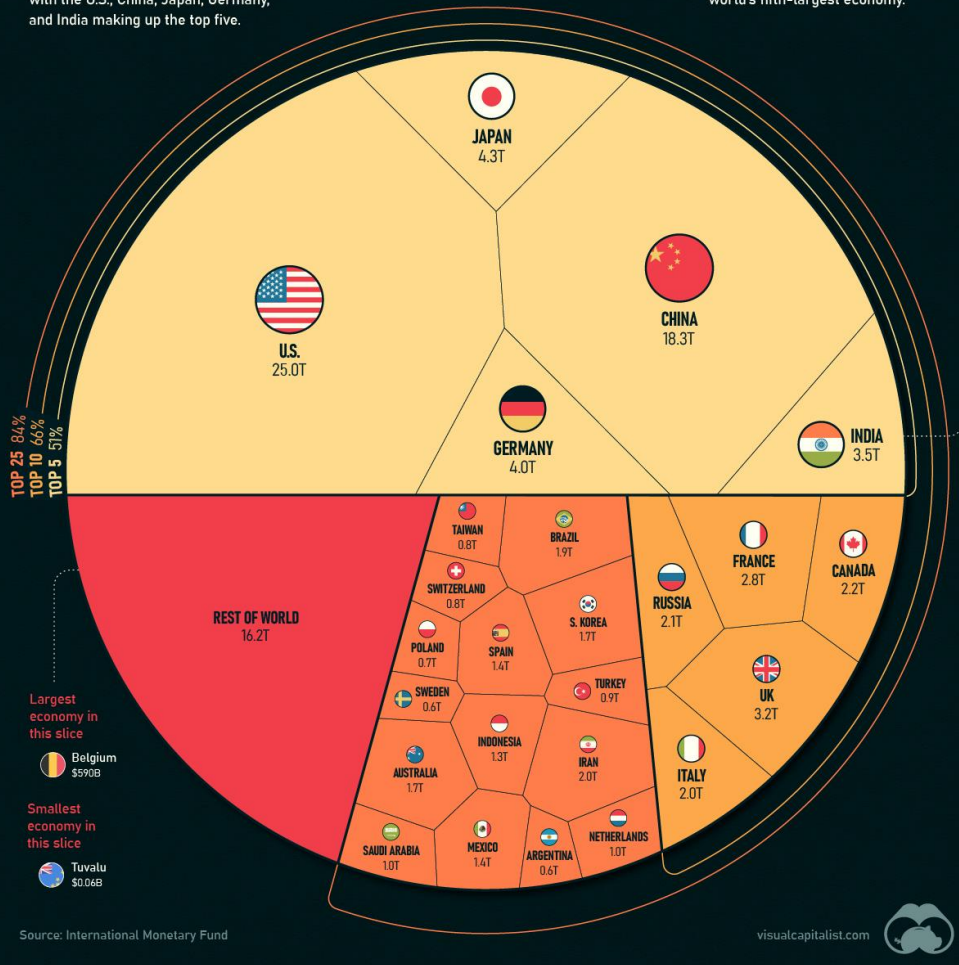 with the U.S., China, Japan, Germany,
and India making up the top five.
world's fifth-largest economy.
JAPAN
4.3T
U.S.
25.0T
CHINA
18.3T
GERMANY
4.0T
INDIA
3.5T
TOP 25 84%
TOP 10 66%
TOP 5 51%
REST OF WORLD
16.2T
TAIWAN
0.8T
BRAZIL
1.9T
SWITZERLAND
0.8T
S. KOREA
1.7T
POLAND
0.7T
SPAIN
1.4T
SWEDEN
0.6T
TURKEY
0.9T
INDONESIA
1.3T
AUSTRALIA
1.7T
IRAN
2.0T
SAUDI ARABIA
1.0T
MEXICO
1.4T
ARGENTINA
0.6T
NETHERLANDS
1.0T
RUSSIA
2.1T
FRANCE
2.8T
CANADA
2.2T
UK
3.2T
ITALY
2.0T
Largest
economy in
this slice
Belgium
$590B
Smallest
economy in
this slice
Tuvalu
$0.06B
Source: International Monetary Fund
visualcapitalist.com